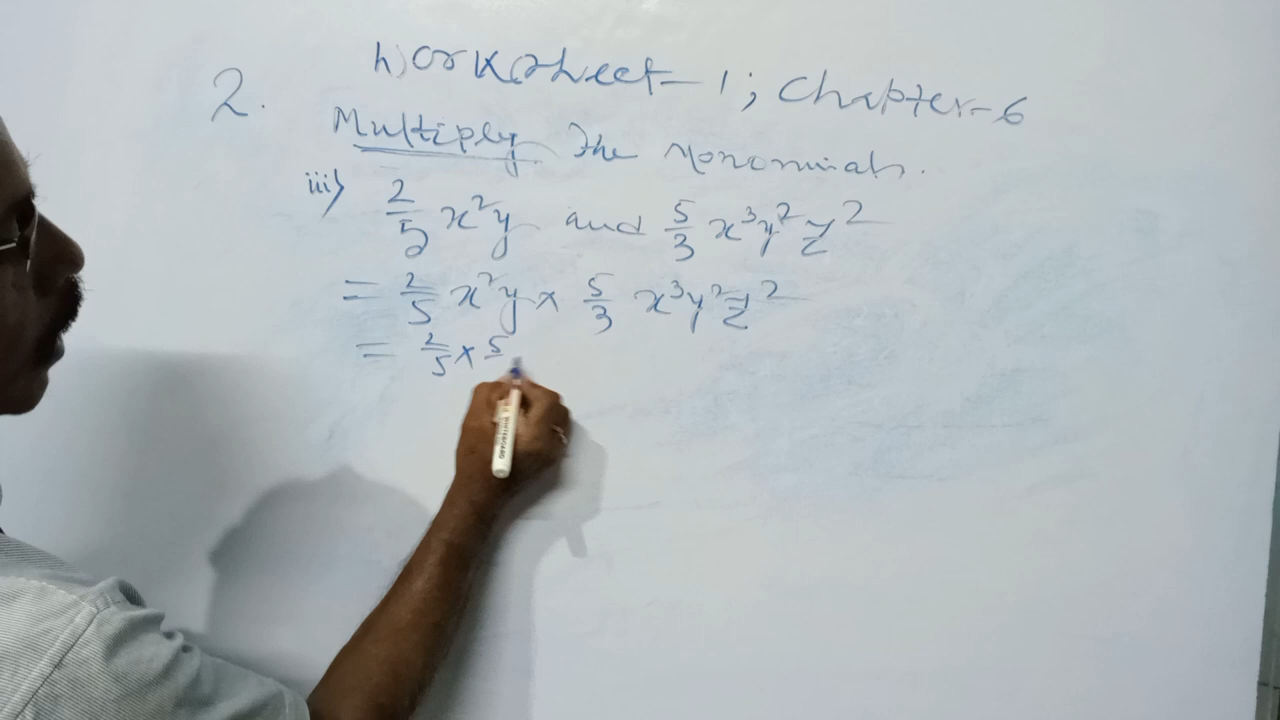 Worksheet-1; Chapter-6
2. Multiply the Monomials.
iii) 2/5 x²y and 5/3 x³y²z²
= 2/5 x²y × 5/3 x³y²z²
= 2/5 × 5
WHITEBOARD